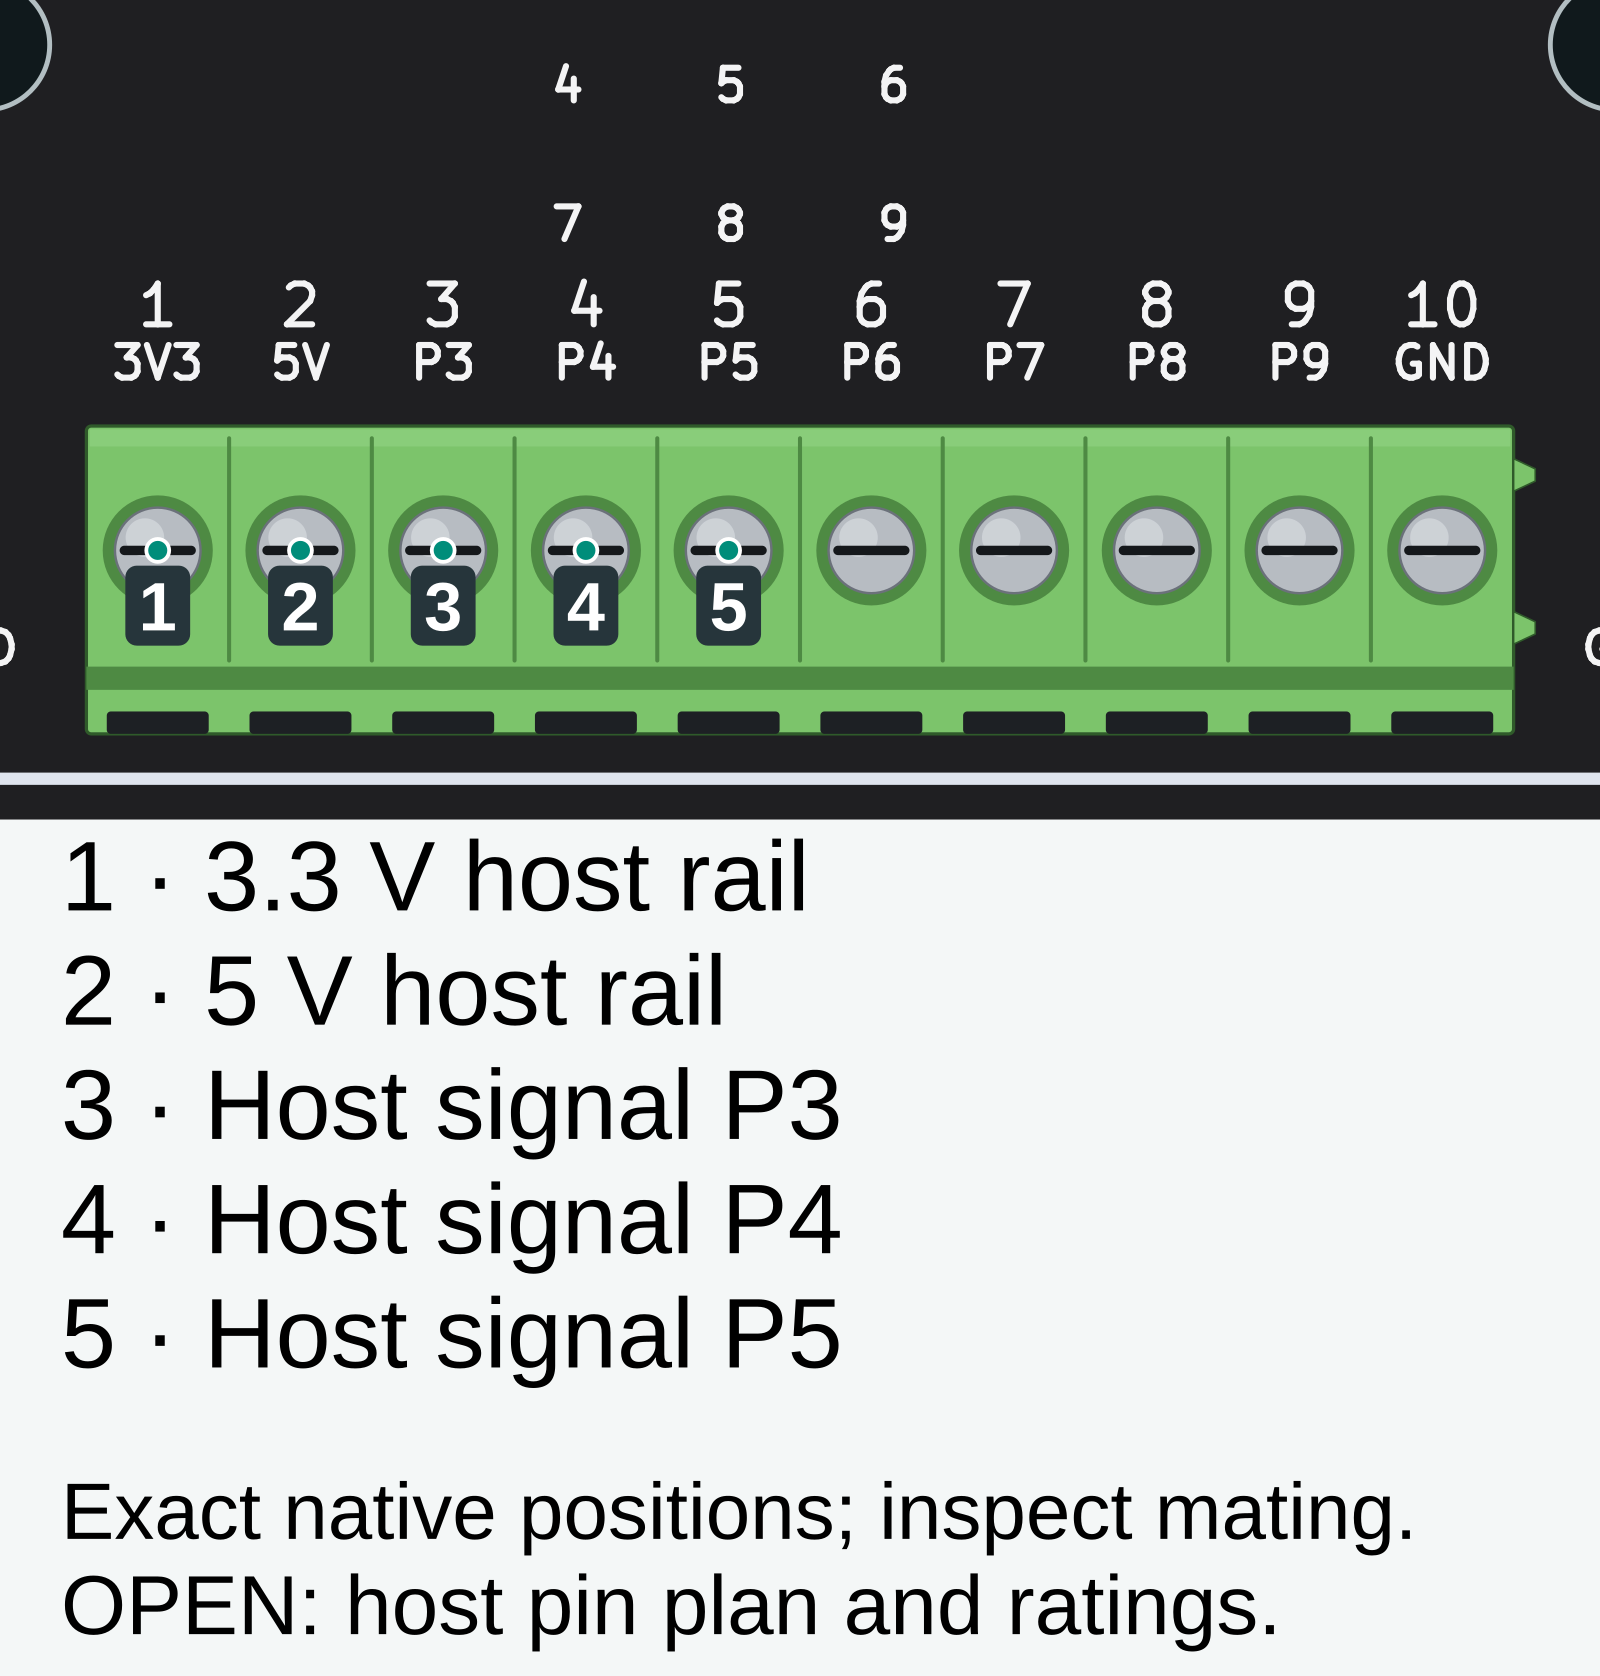 4 5 6
7 8 9
1 2 3 4 5 6 7 8 9 10
3V3 5V P3 P4 P5 P6 P7 P8 P9 GND
1 2 3 4 5
1 · 3.3 V host rail
2 · 5 V host rail
3 · Host signal P3
4 · Host signal P4
5 · Host signal P5
Exact native positions; inspect mating.
OPEN: host pin plan and ratings.